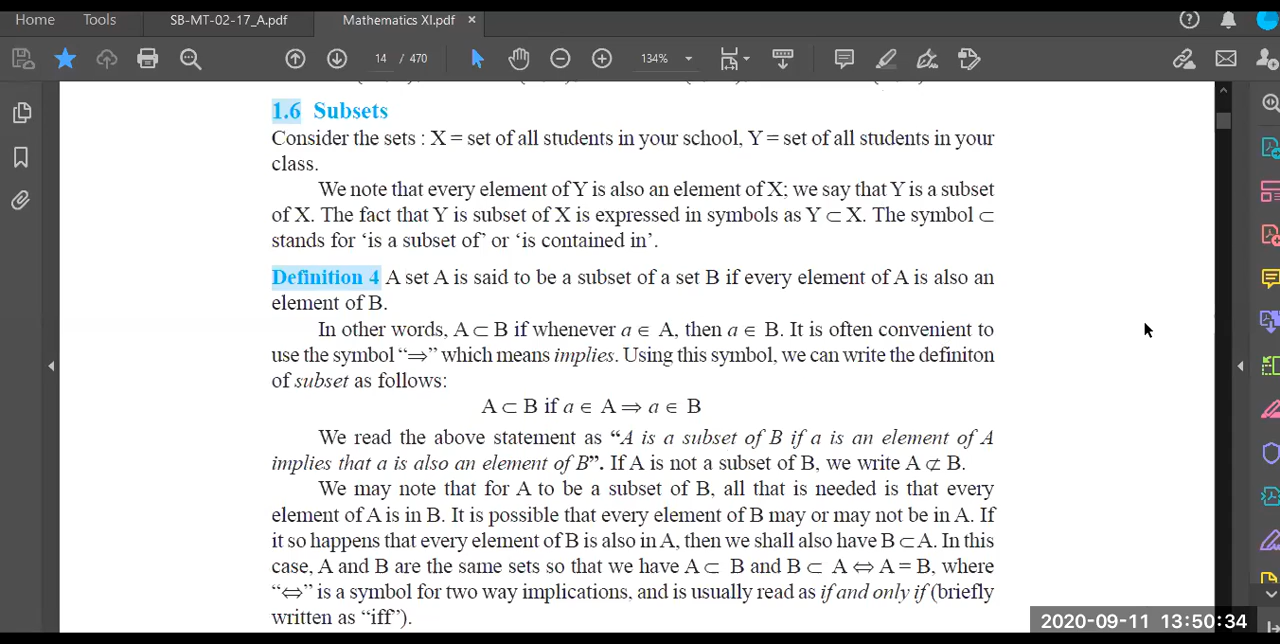 Home Tools SB-MT-02-17_A.pdf Mathematics XI.pdf ×
14 / 470 134%
1.6 Subsets
Consider the sets : X = set of all students in your school, Y = set of all students in your
class.
We note that every element of Y is also an element of X; we say that Y is a subset
of X. The fact that Y is subset of X is expressed in symbols as Y ⊂ X. The symbol ⊂
stands for ‘is a subset of’ or ‘is contained in’.
Definition 4 A set A is said to be a subset of a set B if every element of A is also an
element of B.
In other words, A ⊂ B if whenever a ∈ A, then a ∈ B. It is often convenient to
use the symbol “⇒” which means implies. Using this symbol, we can write the definiton
of subset as follows:
A ⊂ B if a ∈ A ⇒ a ∈ B
We read the above statement as “A is a subset of B if a is an element of A
implies that a is also an element of B”. If A is not a subset of B, we write A ⊄ B.
We may note that for A to be a subset of B, all that is needed is that every
element of A is in B. It is possible that every element of B may or may not be in A. If
it so happens that every element of B is also in A, then we shall also have B ⊂ A. In this
case, A and B are the same sets so that we have A ⊂ B and B ⊂ A ⇔ A = B, where
“⇔” is a symbol for two way implications, and is usually read as if and only if (briefly
written as “iff”).
2020-09-11 13:50:34